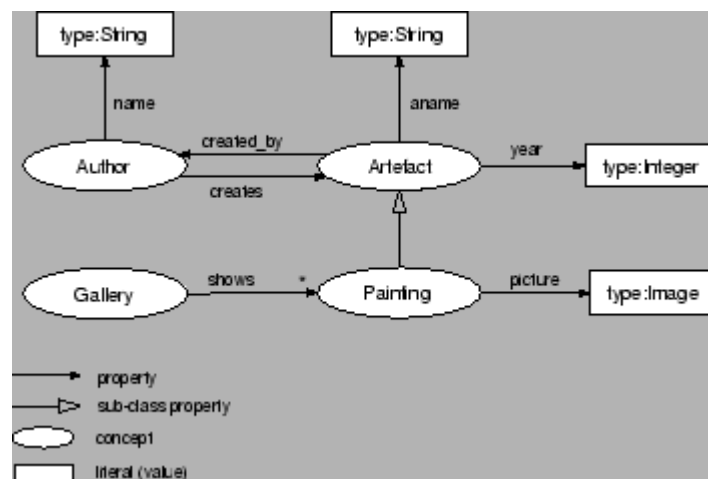 type:String
type:String
name
aname
created_by
year
Author
Artefact
type:Integer
creates
shows
*
picture
Gallery
Painting
type:Image
property
sub-class property
concept
literal (value)